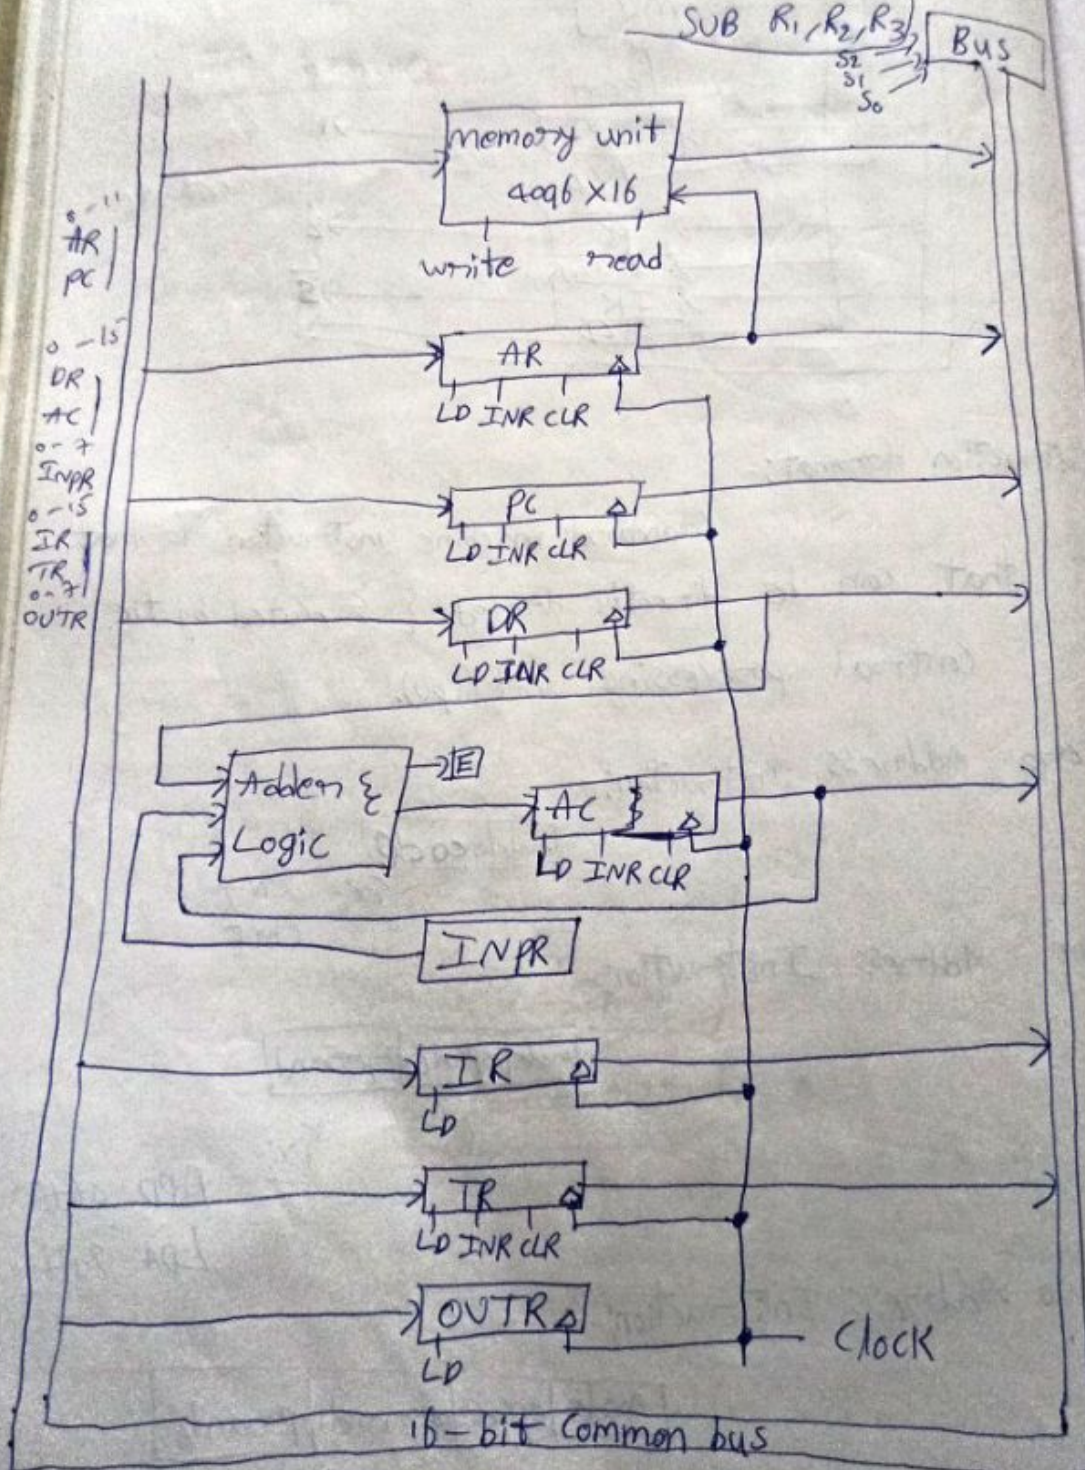 SUB R1, R2, R3
Bus
S2
S1
S0
Memory unit
4096 X 16
write read
0-11
AR
PC
0-15
DR
AC
0-7
INPR
0-15
IR
TR
0-7
OUTR
AR
LD INR CLR
PC
LD INR CLR
DR
LD INR CLR
Adder &
Logic
E
AC
LD INR CLR
INPR
IR
LD
TR
LD INR CLR
OUTR
LD
Clock
16-bit Common bus